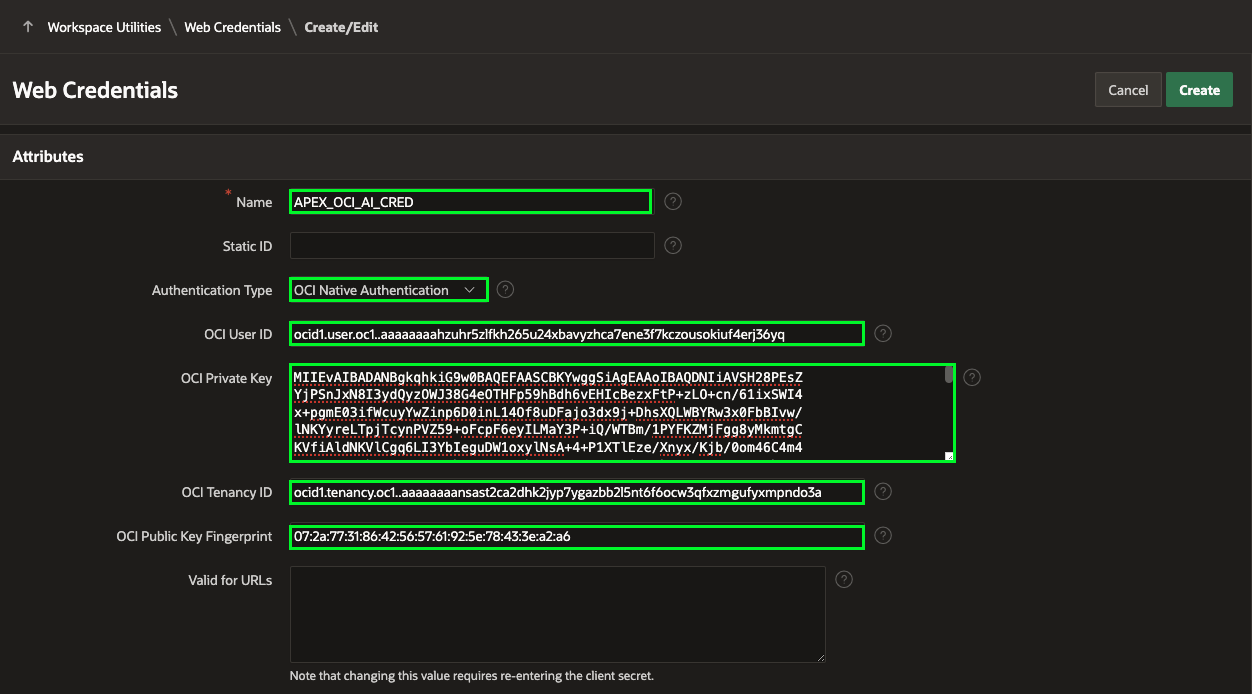 Workspace Utilities \ Web Credentials \ Create/Edit
Web Credentials
Cancel
Create
Attributes
* Name
APEX_OCI_AI_CRED
Static ID
Authentication Type
OCI Native Authentication
OCI User ID
ocid1.user.oc1..aaaaaaaahzuhr5zlfkh265u24xbavyzhca7ene3f7kczousokiuf4erj36yq
OCI Private Key
MIIEvAIBADANBgkqhkiG9w0BAQEFAASCBKYwggSiAgEAAoIBAQDNIiAVSH28PEsZ
YjPSnJxN8I3ydQyzOWJ38G4eOTHFp59hBdh6vEHIcBezxFtP+zLO+cn/61ixSWI4
x+pgmE03ifWcuyYwZinp6D0inL14Of8uDFajo3dx9j+DhsXQLWBYRw3x0FbBIvw/
lNKYyreLTpjTcynPVZ59+oFcpF6eyILMaY3P+iQ/WTBm/1PYFKZMjFgg8yMkmtgC
KVfiAldNKVlCgq6LI3YbIeguDW1oxylNsA+4+P1XTlEze/Xnyx/Kjb/0om46C4m4
OCI Tenancy ID
ocid1.tenancy.oc1..aaaaaaaansast2ca2dhk2jyp7ygazbb2l5nt6f6ocw3qfxzmgufyxmpndo3a
OCI Public Key Fingerprint
07:2a:77:31:86:42:56:57:61:92:5e:78:43:3e:a2:a6
Valid for URLs
Note that changing this value requires re-entering the client secret.